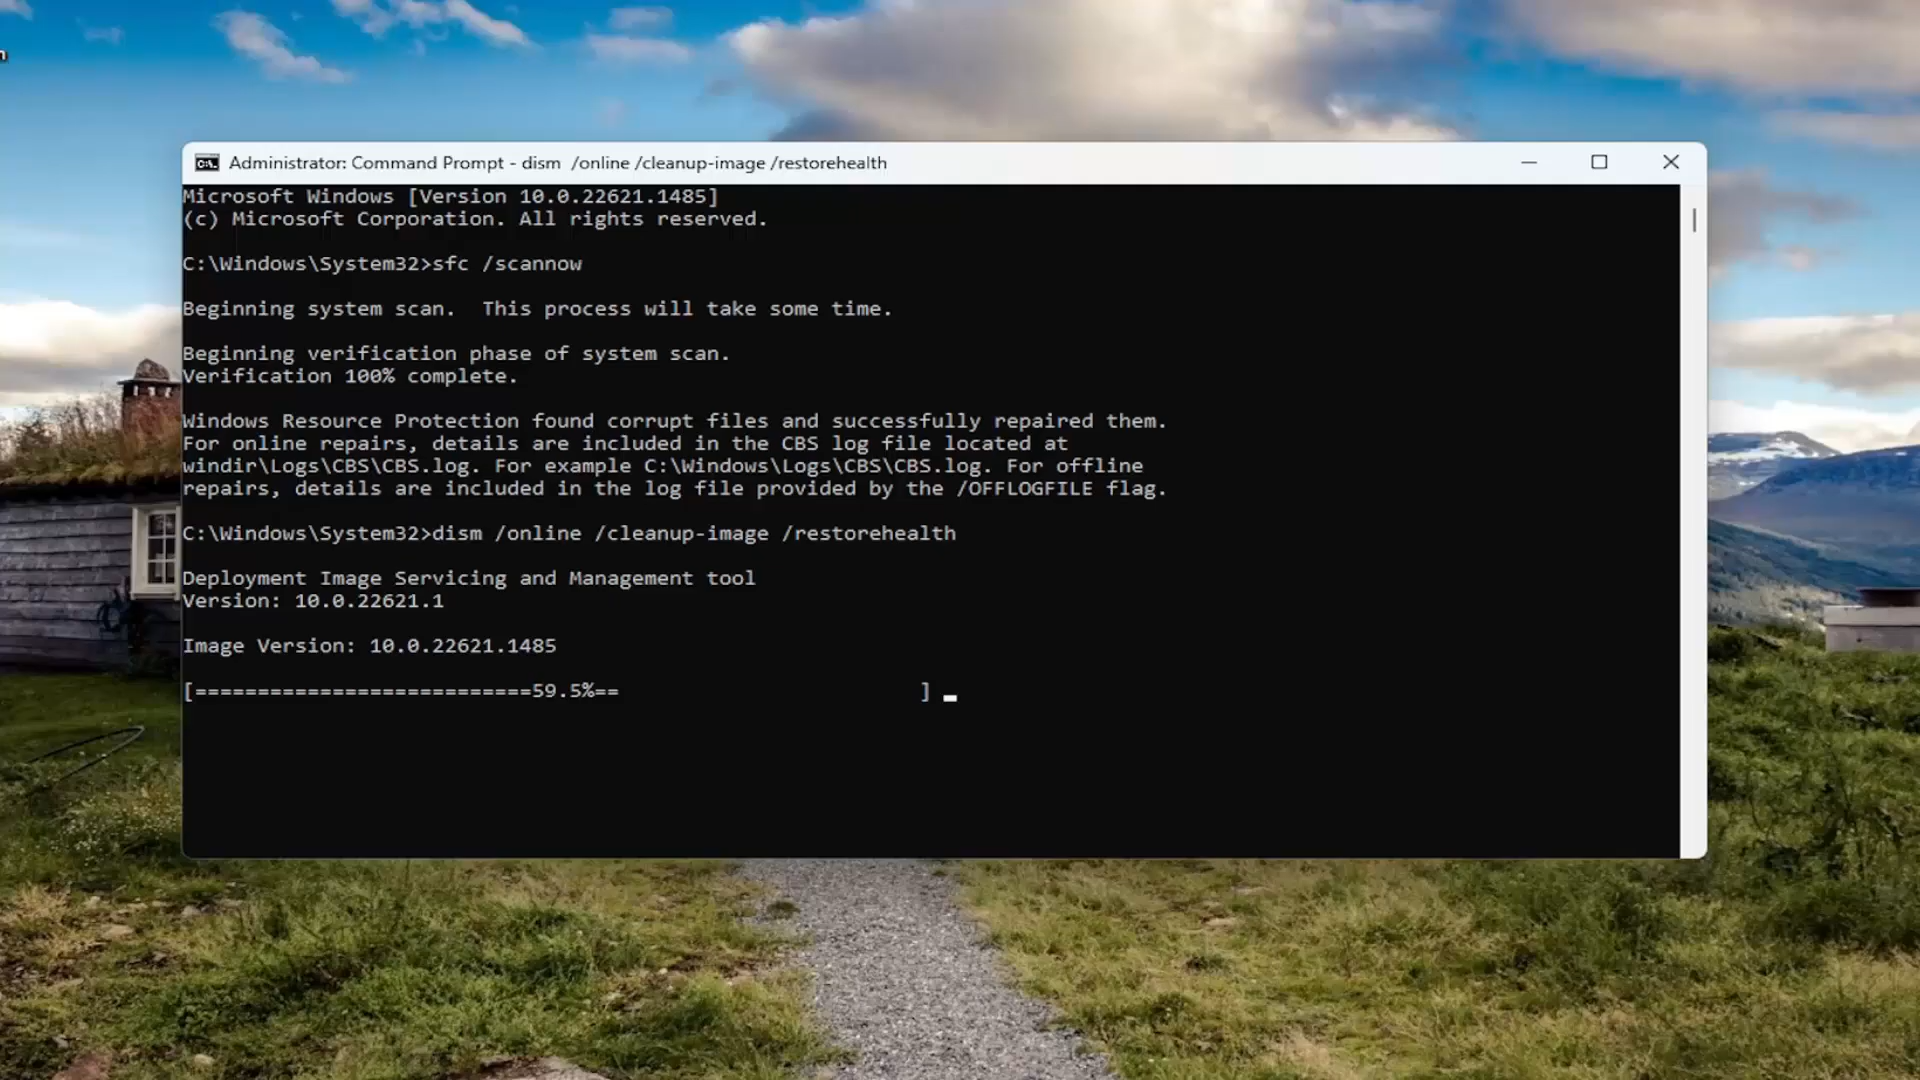 Administrator: Command Prompt - dism  /online /cleanup-image /restorehealth
Microsoft Windows [Version 10.0.22621.1485]
(c) Microsoft Corporation. All rights reserved.
C:\Windows\System32>sfc /scannow
Beginning system scan.  This process will take some time.
Beginning verification phase of system scan.
Verification 100% complete.
Windows Resource Protection found corrupt files and successfully repaired them.
For online repairs, details are included in the CBS log file located at
windir\Logs\CBS\CBS.log. For example C:\Windows\Logs\CBS\CBS.log. For offline
repairs, details are included in the log file provided by the /OFFLOGFILE flag.
C:\Windows\System32>dism /online /cleanup-image /restorehealth
Deployment Image Servicing and Management tool
Version: 10.0.22621.1
Image Version: 10.0.22621.1485
[===========================59.5%==                        ]